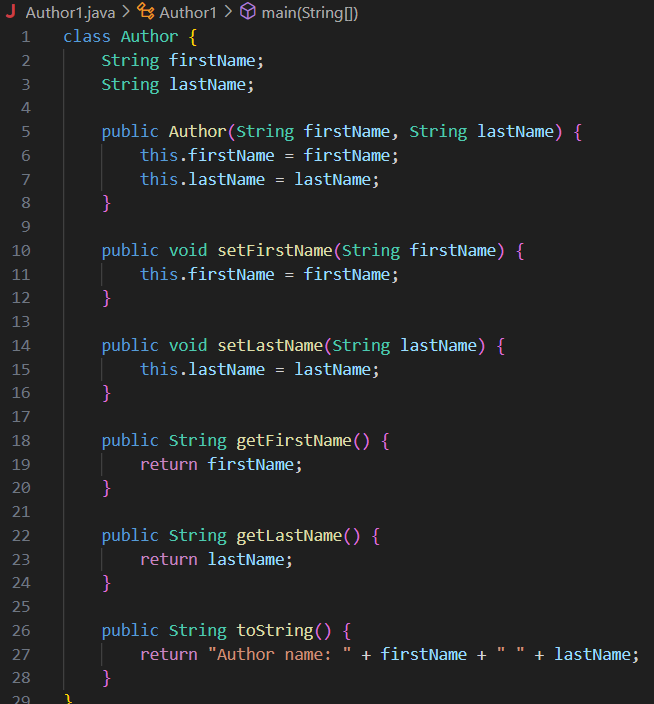 J Author1.java > Author1 > main(String[])
1 class Author {
2     String firstName;
3     String lastName;
4
5     public Author(String firstName, String lastName) {
6         this.firstName = firstName;
7         this.lastName = lastName;
8     }
9
10     public void setFirstName(String firstName) {
11         this.firstName = firstName;
12     }
13
14     public void setLastName(String lastName) {
15         this.lastName = lastName;
16     }
17
18     public String getFirstName() {
19         return firstName;
20     }
21
22     public String getLastName() {
23         return lastName;
24     }
25
26     public String toString() {
27         return "Author name: " + firstName + " " + lastName;
28     }
29 }